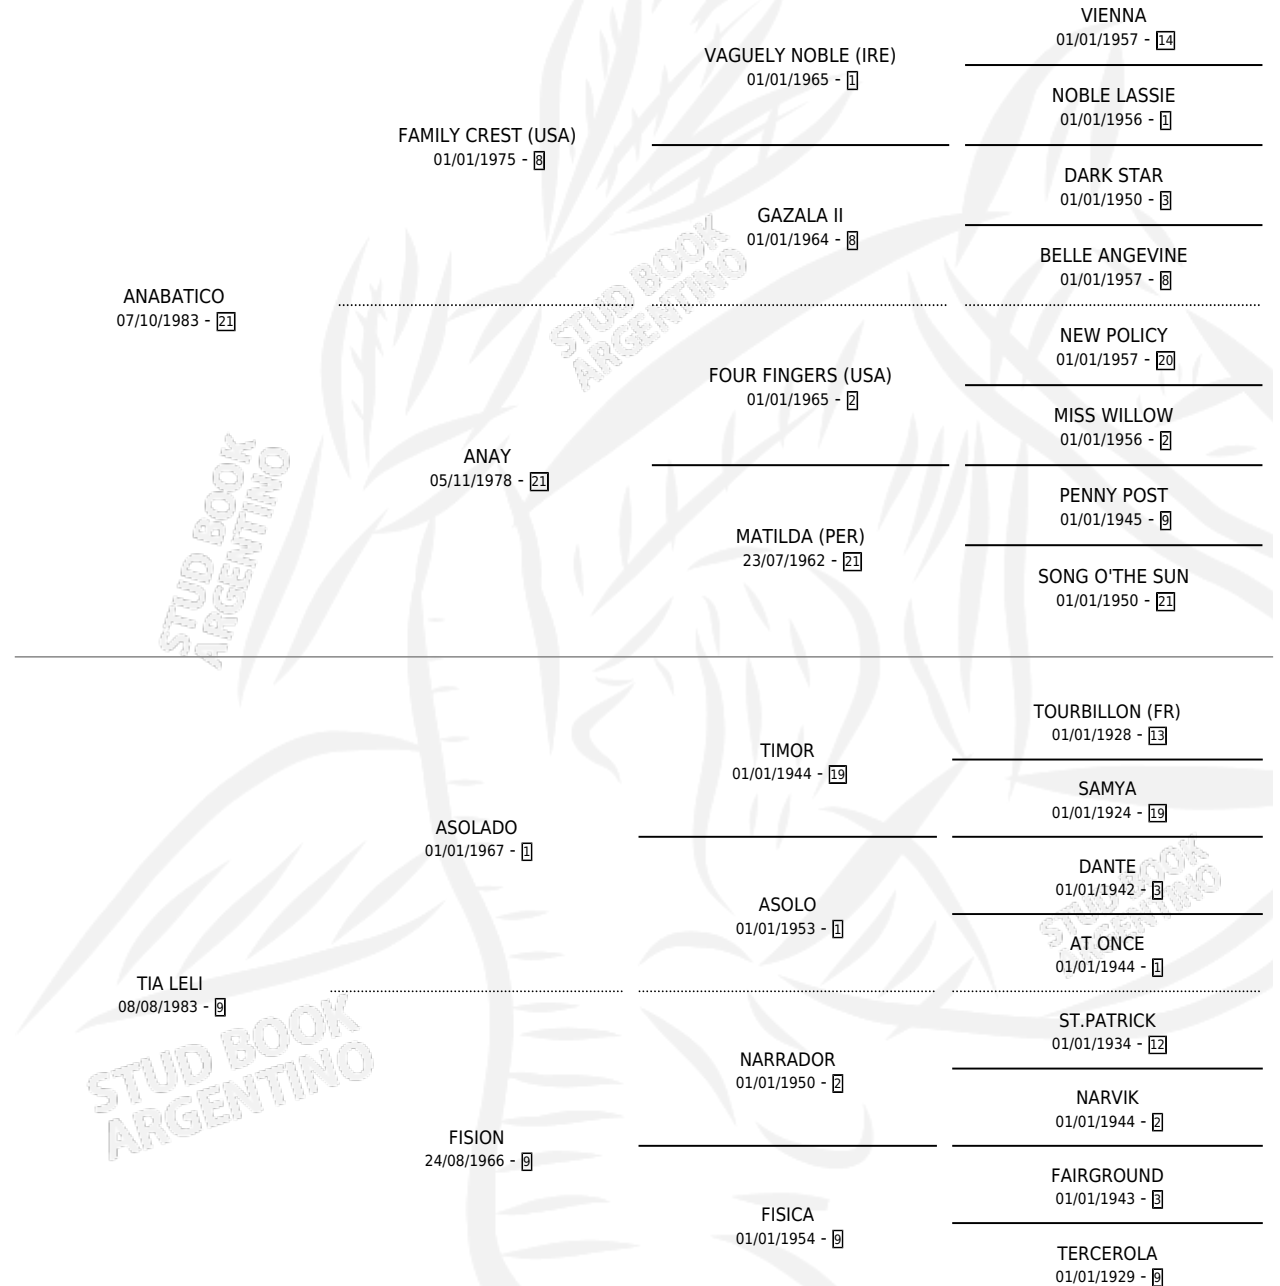 VIENNA
01/01/1957 - 14
VAGUELY NOBLE (IRE)
01/01/1965 - 1
NOBLE LASSIE
01/01/1956 - 1
FAMILY CREST (USA)
01/01/1975 - 8
DARK STAR
01/01/1950 - 3
GAZALA II
01/01/1964 - 8
BELLE ANGEVINE
01/01/1957 - 8
ANABATICO
07/10/1983 - 21
NEW POLICY
01/01/1957 - 20
FOUR FINGERS (USA)
01/01/1965 - 2
MISS WILLOW
01/01/1956 - 2
ANAY
05/11/1978 - 21
PENNY POST
01/01/1945 - 9
MATILDA (PER)
23/07/1962 - 21
SONG O'THE SUN
01/01/1950 - 21
STUD BOOK
ARGENTINO
STUD BOOK
ARGENTINO
TOURBILLON (FR)
01/01/1928 - 13
TIMOR
01/01/1944 - 19
SAMYA
01/01/1924 - 19
ASOLADO
01/01/1967 - 1
DANTE
01/01/1942 - 3
ASOLO
01/01/1953 - 1
AT ONCE
01/01/1944 - 1
TIA LELI
08/08/1983 - 9
ST.PATRICK
01/01/1934 - 12
NARRADOR
01/01/1950 - 2
NARVIK
01/01/1944 - 2
FISION
24/08/1966 - 9
FAIRGROUND
01/01/1943 - 3
FISICA
01/01/1954 - 9
TERCEROLA
01/01/1929 - 9
STUD BOOK
ARGENTINO
STUD BOOK
ARGENTINO